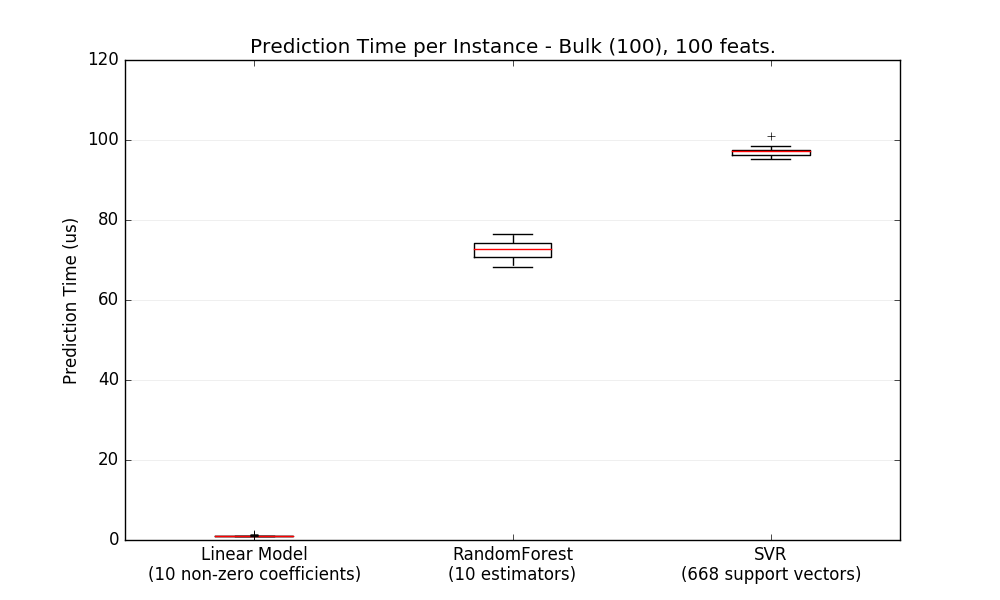 Prediction Time per Instance - Bulk (100), 100 feats.
120
100
80
60
40
20
0
Prediction Time (us)
Linear Model
(10 non-zero coefficients)
RandomForest
(10 estimators)
SVR
(668 support vectors)